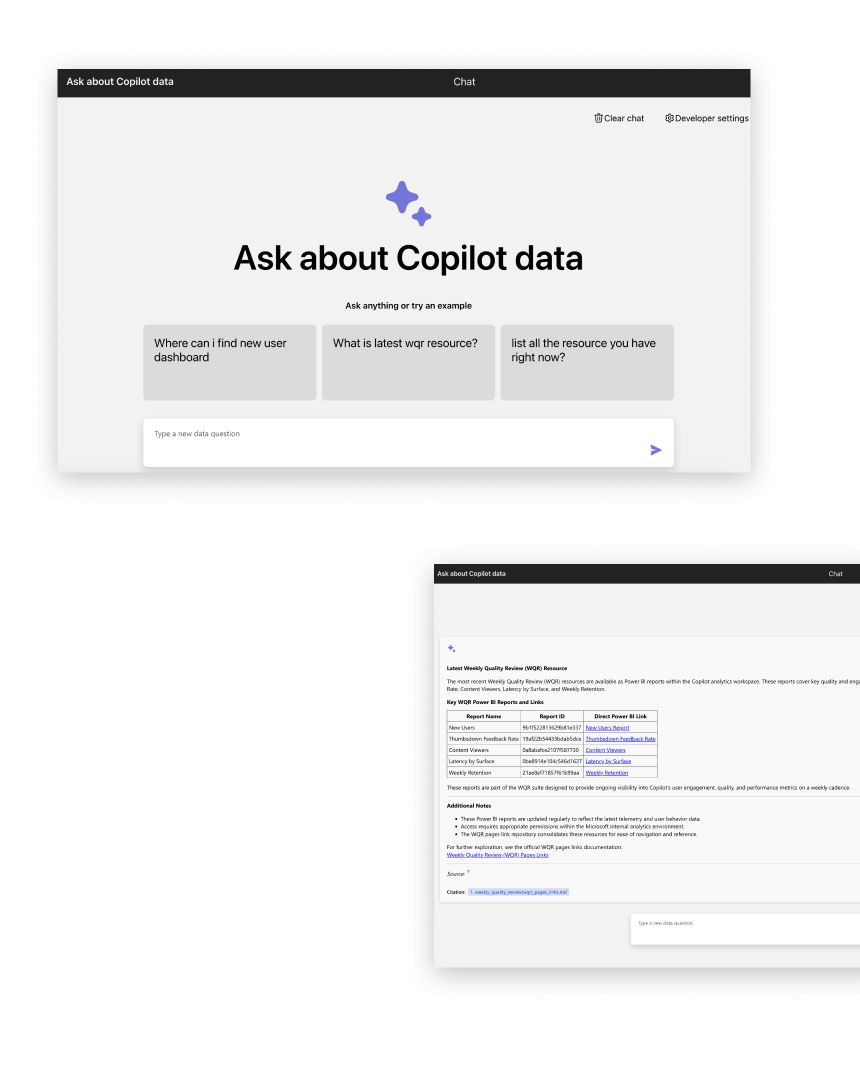 Ask about Copilot data
Chat
Clear chat
Developer settings
Ask about Copilot data
Ask anything or try an example
Where can i find new user
dashboard
What is latest wqr resource?
list all the resource you have
right now?
Type a new data question
Ask about Copilot data
Chat
Latest Weekly Quality Review (WQR) Resource
The most recent Weekly Quality Review (WQR) resources are available as Power BI reports within the Copilot analytics workspace. These reports cover key quality and
Rate, Content Viewers, Latency by Surface, and Weekly Retention.
Key WQR Power BI Reports and Links
Report Name Report ID Direct Power BI Link
New Users 9b1f522813629b81e337 New Users Report
Thumbsdown Feedback Rate 19af22b54433bdab5dce Thumbsdown Feedback Rate
Content Viewers 0a8abafce2107f587730 Content Viewers
Latency by Surface 0be8914e104c546d1627 Latency by Surface
Weekly Retention 21ae8ef71857f61b99aa Weekly Retention
These reports are part of the WQR suite designed to provide ongoing visibility into Copilot's user engagement, quality, and performance metrics on a weekly cadence.
Additional Notes
These Power BI reports are updated regularly to reflect the latest telemetry and user behavior data.
Access requires appropriate permissions within the Microsoft internal analytics environment.
The WQR pages link repository consolidates these resources for ease of navigation and reference.
For further exploration, see the official WQR pages links documentation:
Weekly Quality Review (WQR) Pages Links
Source:
Citation: 1. weekly_quality_review(wqr)_pages_links.md
Type a new data question